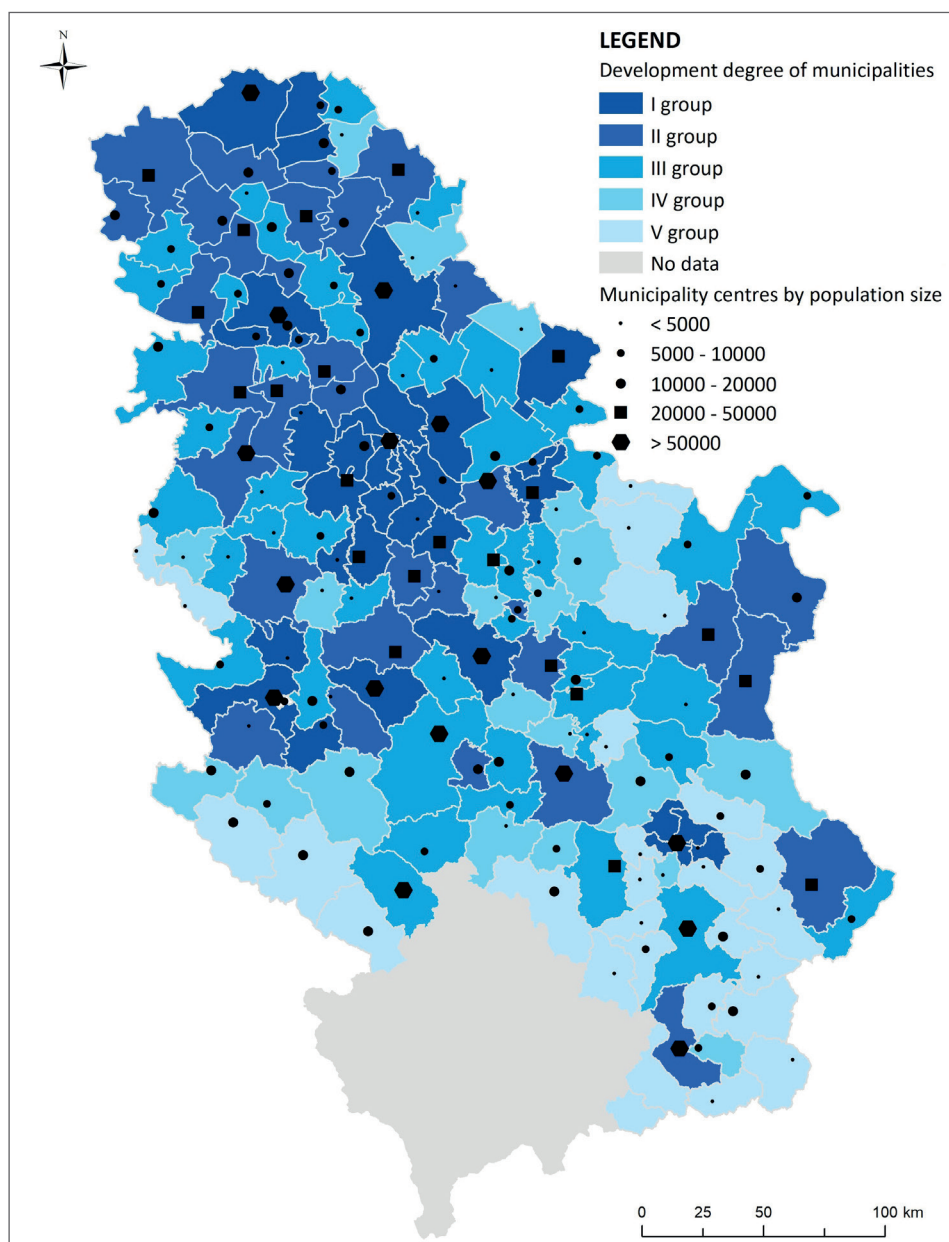 N
LEGEND
Development degree of municipalities
I group
II group
III group
IV group
V group
No data
Municipality centres by population size
< 5000
5000 - 10000
10000 - 20000
20000 - 50000
> 50000
0 25 50 100 km